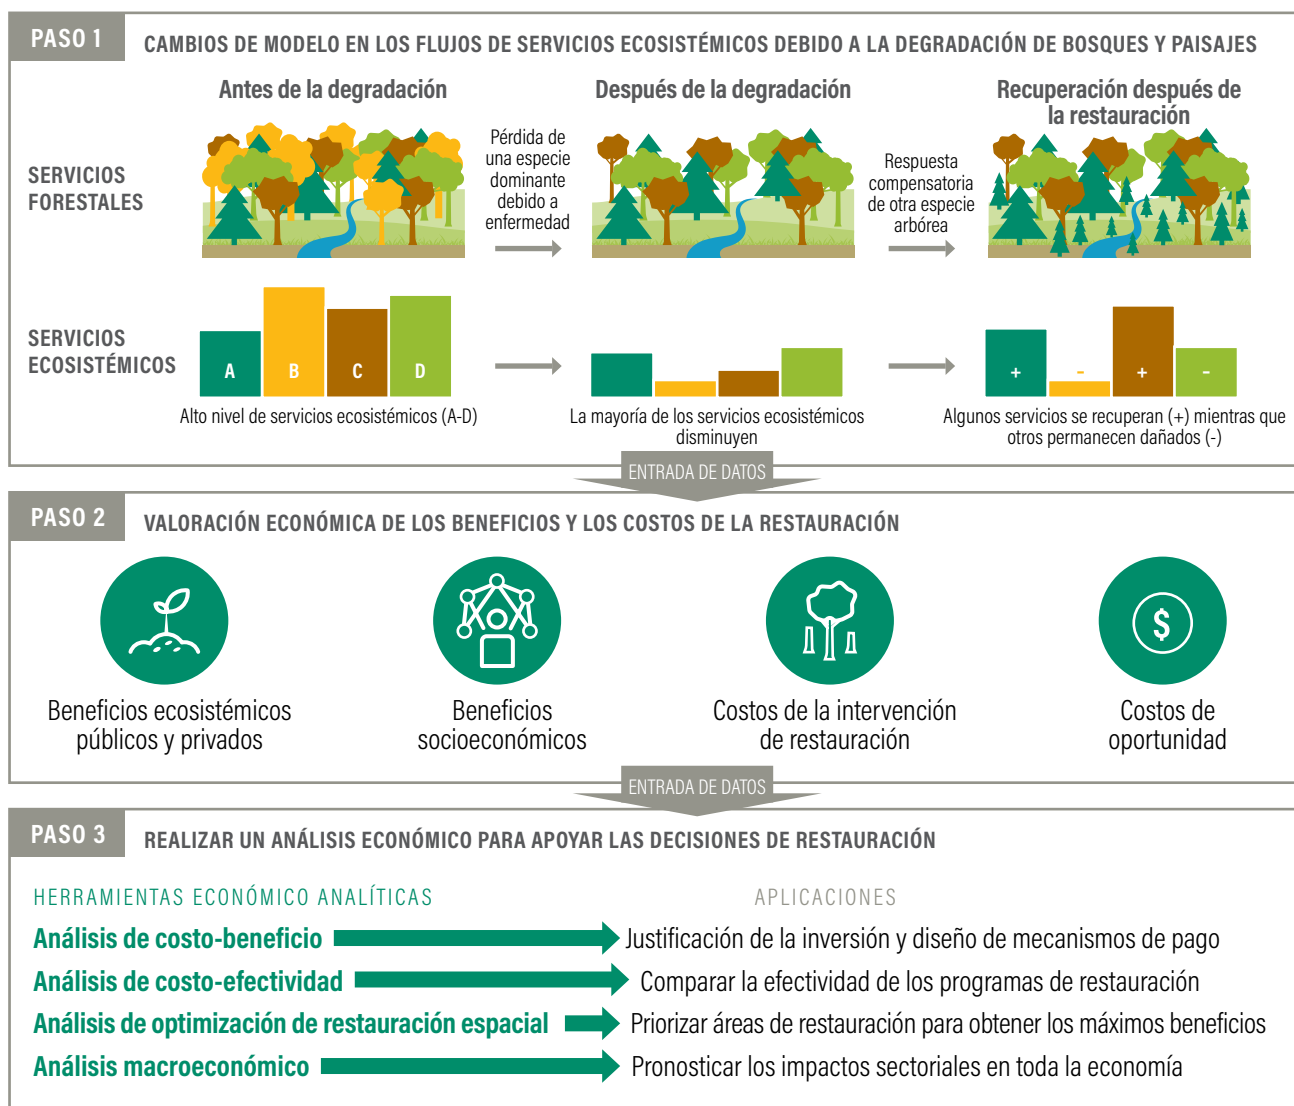 PASO 1
CAMBIOS DE MODELO EN LOS FLUJOS DE SERVICIOS ECOSISTÉMICOS DEBIDO A LA DEGRADACIÓN DE BOSQUES Y PAISAJES
Antes de la degradación
Después de la degradación
Recuperación después de
la restauración
SERVICIOS
FORESTALES
Pérdida de
una especie
dominante
debido a
enfermedad
Respuesta
compensatoria
de otra especie
arbórea
SERVICIOS
ECOSISTÉMICOS
A
B
C
D
+
-
+
-
Alto nivel de servicios ecosistémicos (A-D)
La mayoría de los servicios ecosistémicos
disminuyen
Algunos servicios se recuperan (+) mientras que
otros permanecen dañados (-)
ENTRADA DE DATOS
PASO 2
VALORACIÓN ECONÓMICA DE LOS BENEFICIOS Y LOS COSTOS DE LA RESTAURACIÓN
$
Beneficios ecosistémicos
públicos y privados
Beneficios
socioeconómicos
Costos de la intervención
de restauración
Costos de
oportunidad
ENTRADA DE DATOS
PASO 3
REALIZAR UN ANÁLISIS ECONÓMICO PARA APOYAR LAS DECISIONES DE RESTAURACIÓN
HERRAMIENTAS ECONÓMICO ANALÍTICAS
APLICACIONES
Análisis de costo-beneficio
Justificación de la inversión y diseño de mecanismos de pago
Análisis de costo-efectividad
Comparar la efectividad de los programas de restauración
Análisis de optimización de restauración espacial
Priorizar áreas de restauración para obtener los máximos beneficios
Análisis macroeconómico
Pronosticar los impactos sectoriales en toda la economía